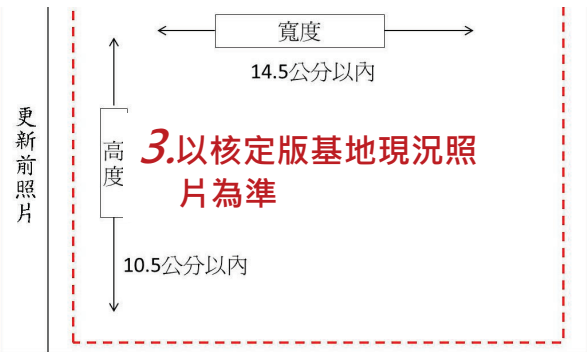 更新前照片
寬度
14.5公分以內
高度
3.以核定版基地現況照
片為準
10.5公分以內